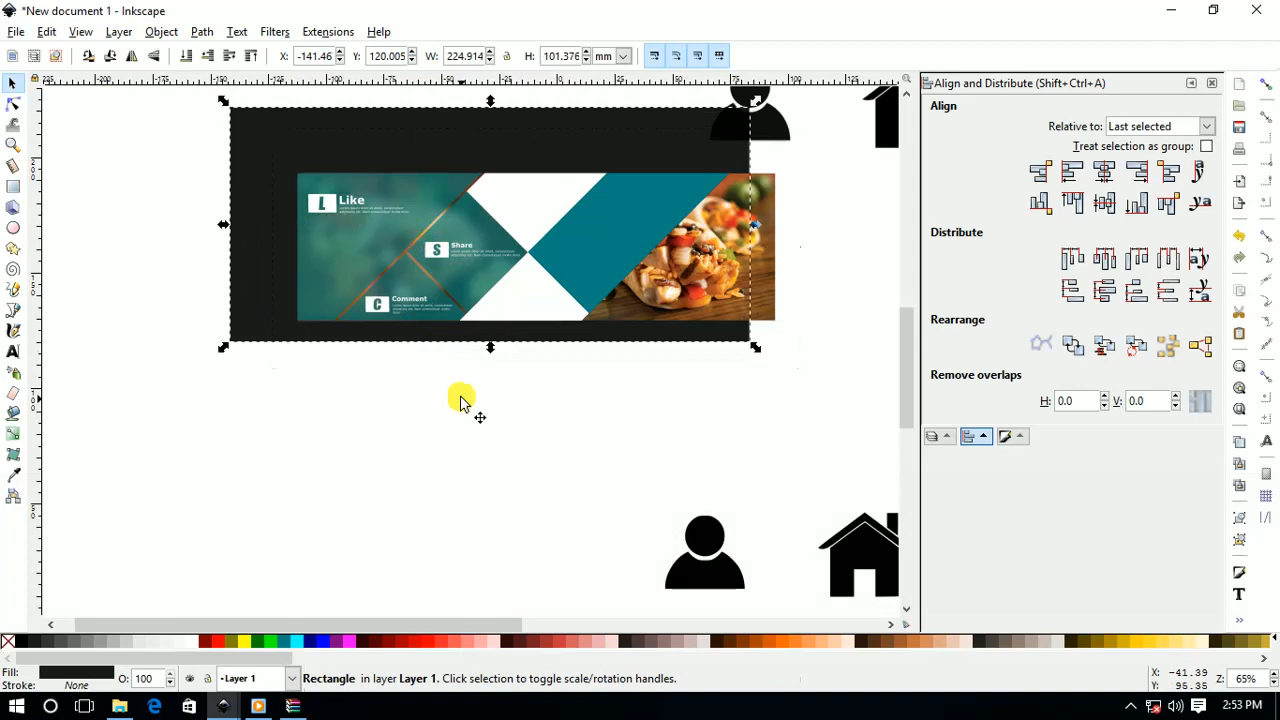 *New document 1 - Inkscape
File Edit View Layer Object Path Text Filters Extensions Help
X: -141.46 Y: 120.005 W: 224.914 H: 101.376 mm
Align and Distribute (Shift+Ctrl+A)
Align
Relative to: Last selected
Treat selection as group:
Distribute
Rearrange
Remove overlaps
H: 0.0 V: 0.0
L Like
S Share
C Comment
Fill:
Stroke: None
O: 100
Layer 1
Rectangle in layer Layer 1. Click selection to toggle scale/rotation handles.
X: -41.39
Y: 95.35
Z: 65%
2:53 PM